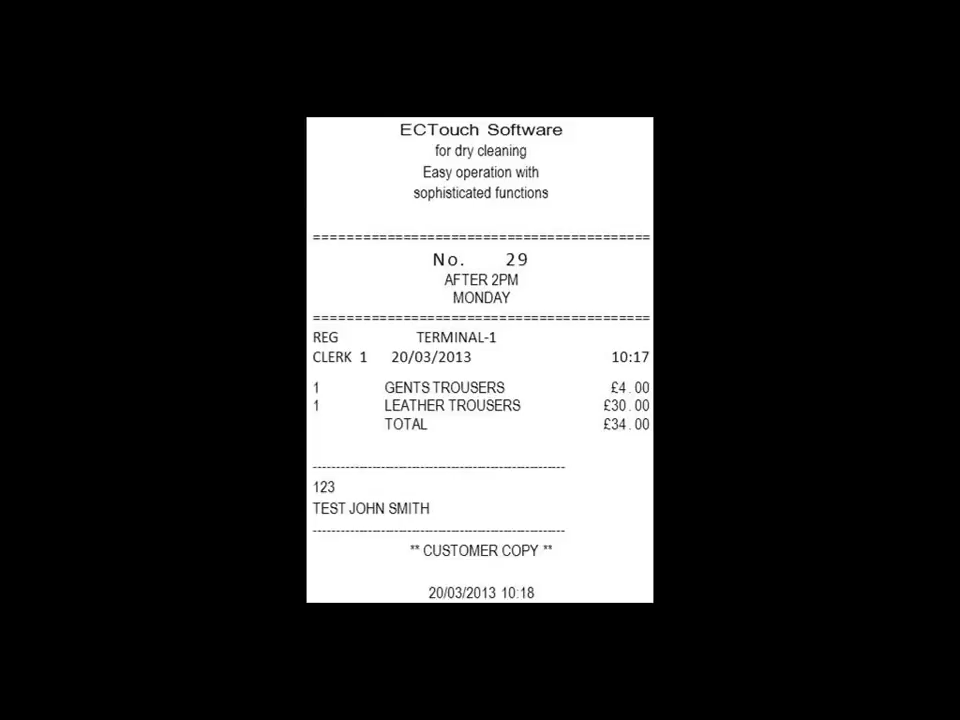 ECTouch Software
for dry cleaning
Easy operation with
sophisticated functions
==========================================
No. 29
AFTER 2PM
MONDAY
==========================================
REG TERMINAL-1
CLERK 1 20/03/2013 10:17
1 GENTS TROUSERS £4.00
1 LEATHER TROUSERS £30.00
TOTAL £34.00
------------------------------------------------------
123
TEST JOHN SMITH
------------------------------------------------------
** CUSTOMER COPY **
20/03/2013 10:18